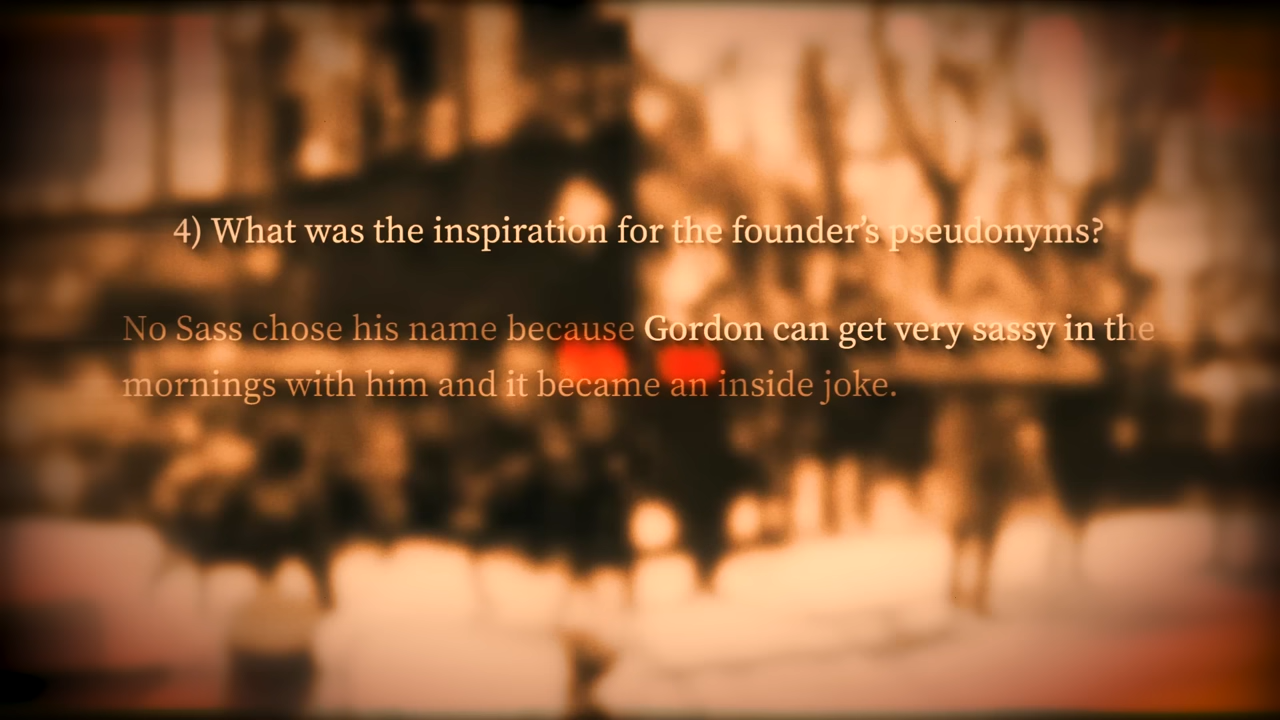 4) What was the inspiration for the founder’s pseudonyms?
No Sass chose his name because Gordon can get very sassy in the
mornings with him and it became an inside joke.